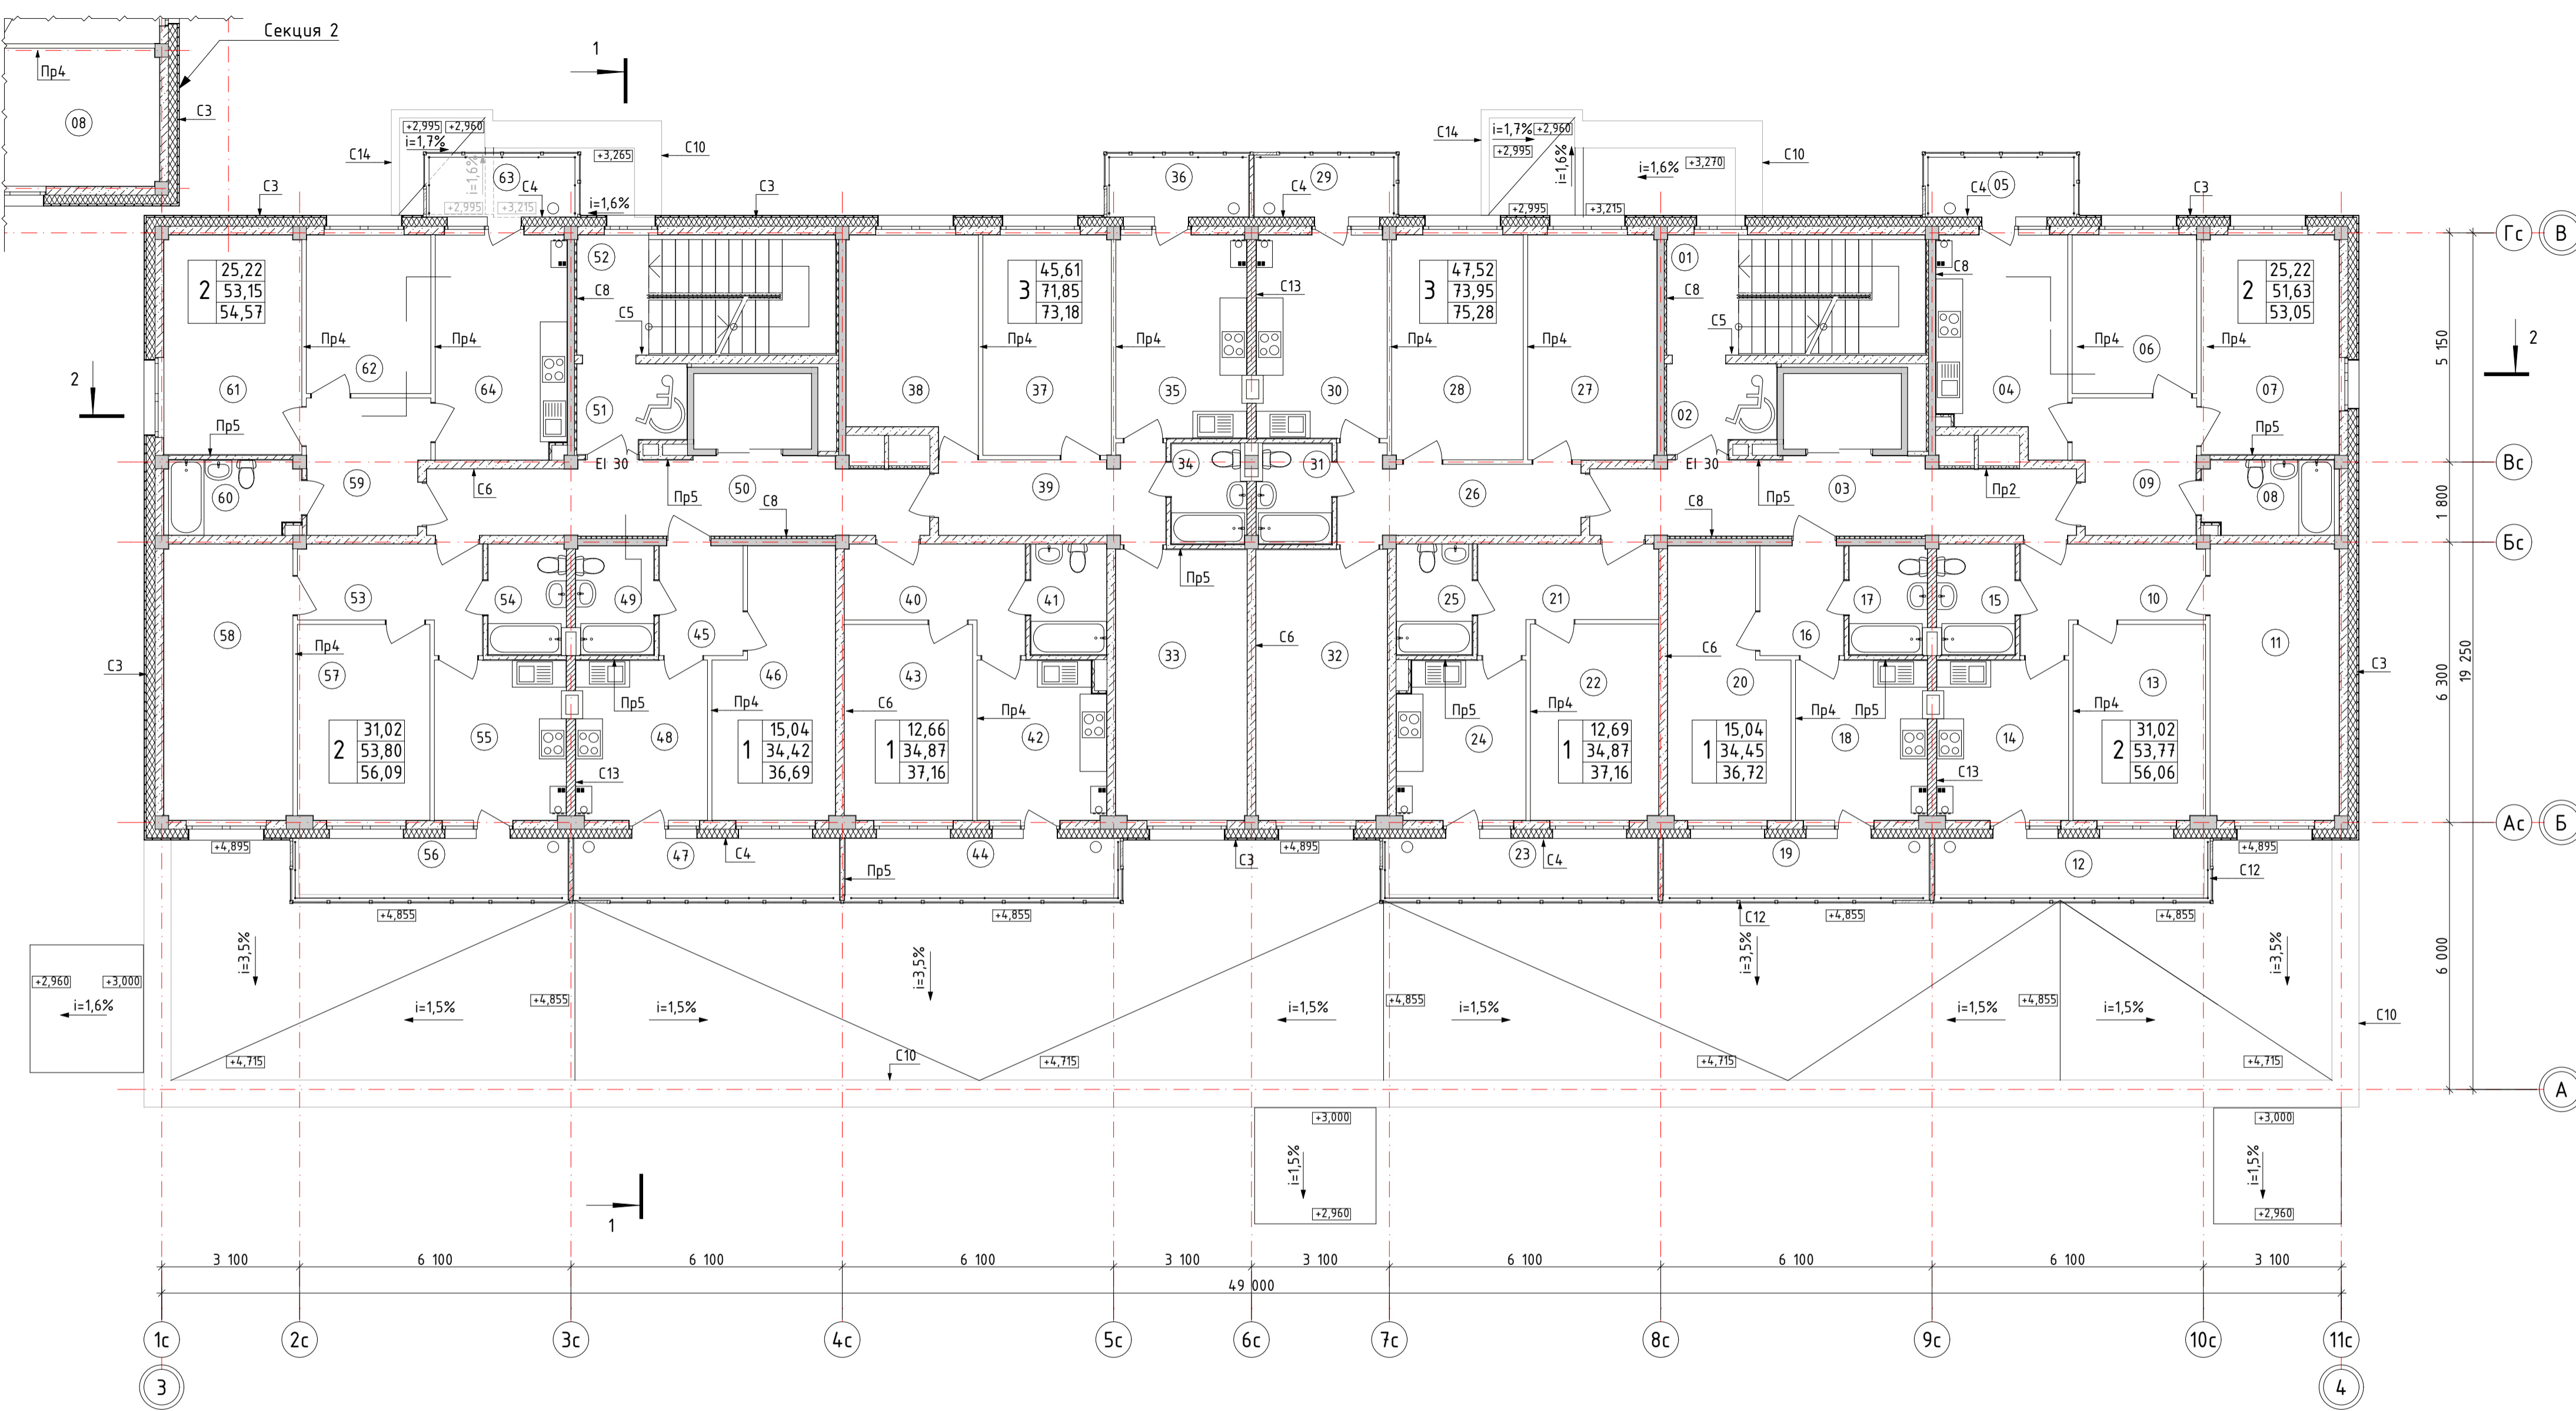 Секция 2
1
Пр4
08
С3
+2,995
+2,960
i=1,7%
С14
i=1,6%
63
+3,265
С10
С3
С4
+2,995
+3,215
i=1,6%
С3
36
29
С4
С14
i=1,7%
+2,960
+2,995
i=1,6%
i=1,6%
+3,270
С10
+2,995
+3,215
05
С4
С3
Гс
В
2
25,22
53,15
54,57
52
С8
С5
3
45,61
71,85
73,18
С13
3
47,52
73,95
75,28
01
С8
С5
С8
2
25,22
51,63
53,05
Пр4
62
Пр4
Пр4
Пр4
Пр4
Пр4
Пр4
06
Пр4
2
2
5 150
61
64
51
38
37
35
30
28
27
02
04
07
Пр5
Пр5
EI 30
EI 30
Вс
60
59
С6
Пр5
50
С8
39
34
31
26
С8
Пр5
03
Пр2
09
08
1 800
Бс
58
53
54
49
45
40
41
Пр5
25
21
17
16
15
10
11
Пр4
57
46
43
33
С6
32
22
С6
20
13
С3
С3
Пр5
Пр4
С6
Пр4
Пр5
Пр4
Пр4
Пр5
Пр4
2
31,02
53,80
56,09
55
48
1
15,04
34,42
36,69
1
12,66
34,87
37,16
42
24
1
12,69
34,87
37,16
1
15,04
34,45
36,72
18
14
2
31,02
53,77
56,06
С13
С13
6 300
19 250
Ас
Б
+4,895
56
47
С4
44
С3
+4,895
23
С4
19
12
+4,895
Пр5
С12
+4,855
+4,855
С12
+4,855
+4,855
i=3,5%
i=3,5%
i=3,5%
i=3,5%
6 000
+2,960
+3,000
i=1,6%
i=1,5%
+4,855
i=1,5%
i=1,5%
+4,855
i=1,5%
i=1,5%
+4,855
i=1,5%
С10
+4,715
С10
+4,715
+4,715
+4,715
А
+3,000
i=1,5%
+2,960
+3,000
i=1,5%
+2,960
1
3 100
6 100
6 100
6 100
3 100
3 100
6 100
6 100
6 100
3 100
49 000
1с
2с
3с
4с
5с
6с
7с
8с
9с
10с
11с
3
4